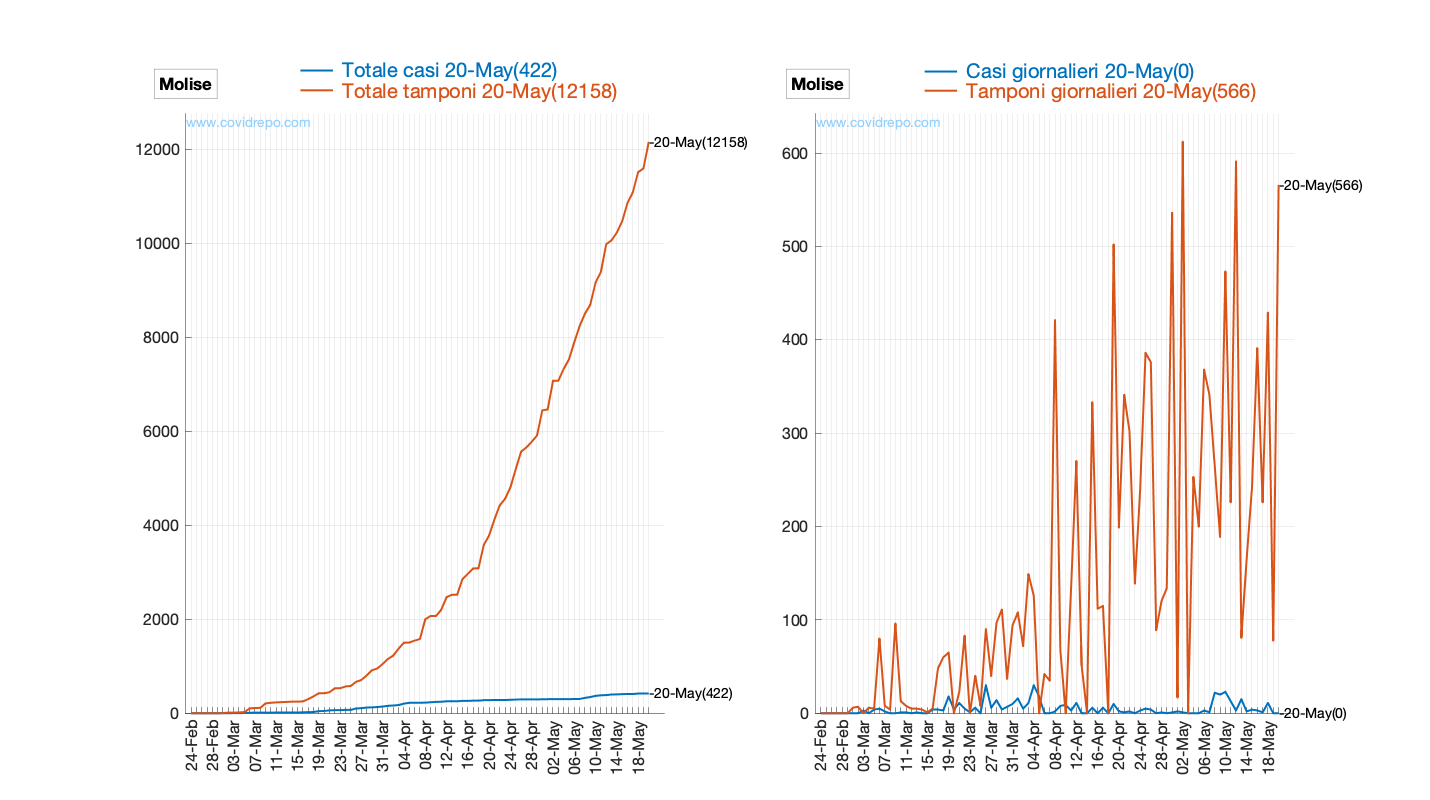 Molise
Totale casi 20-May(422)
Totale tamponi 20-May(12158)
www.covidrepo.com
20-May(12158)
12000
10000
8000
6000
4000
2000
0
20-May(422)
24-Feb
28-Feb
03-Mar
07-Mar
11-Mar
15-Mar
19-Mar
23-Mar
27-Mar
31-Mar
04-Apr
08-Apr
12-Apr
16-Apr
20-Apr
24-Apr
28-Apr
02-May
06-May
10-May
14-May
18-May
Molise
Casi giornalieri 20-May(0)
Tamponi giornalieri 20-May(566)
www.covidrepo.com
600
20-May(566)
500
400
300
200
100
0
20-May(0)
24-Feb
28-Feb
03-Mar
07-Mar
11-Mar
15-Mar
19-Mar
23-Mar
27-Mar
31-Mar
04-Apr
08-Apr
12-Apr
16-Apr
20-Apr
24-Apr
28-Apr
02-May
06-May
10-May
14-May
18-May